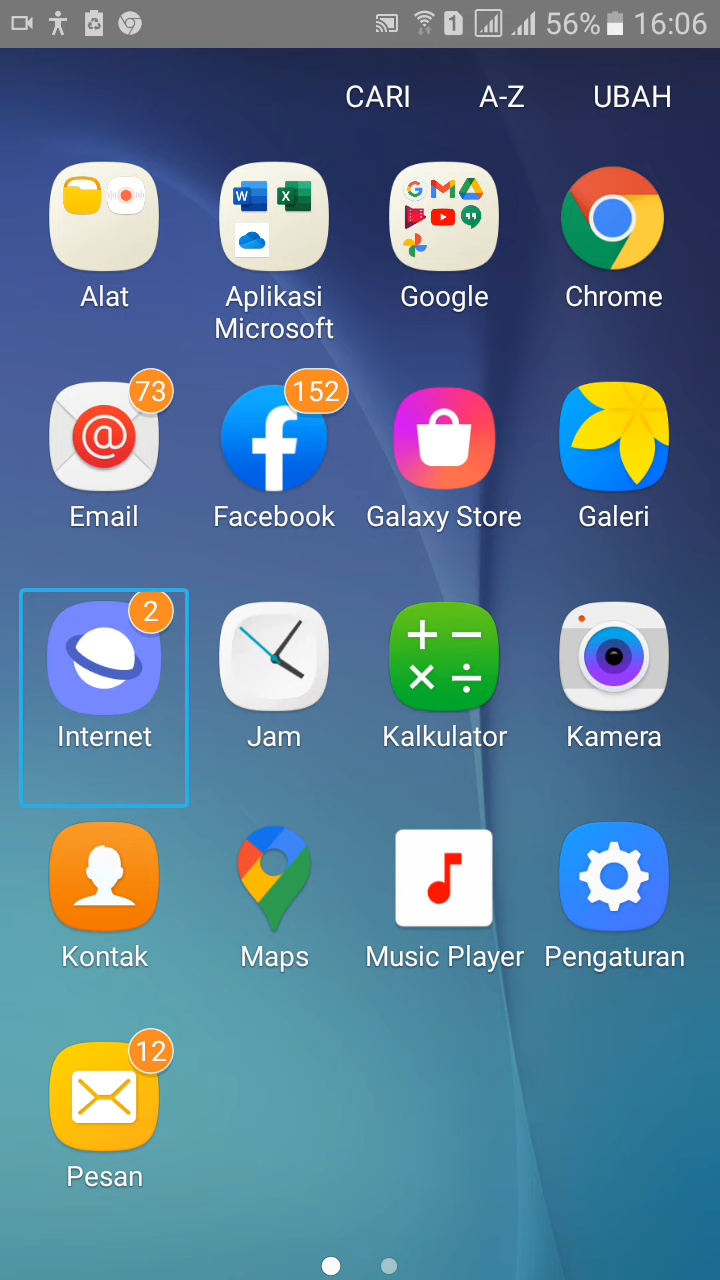 1 56% 16:06
CARI A-Z UBAH
Alat Aplikasi Microsoft Google Chrome
73 152
Email Facebook Galaxy Store Galeri
2
Internet Jam Kalkulator Kamera
Kontak Maps Music Player Pengaturan
12
Pesan